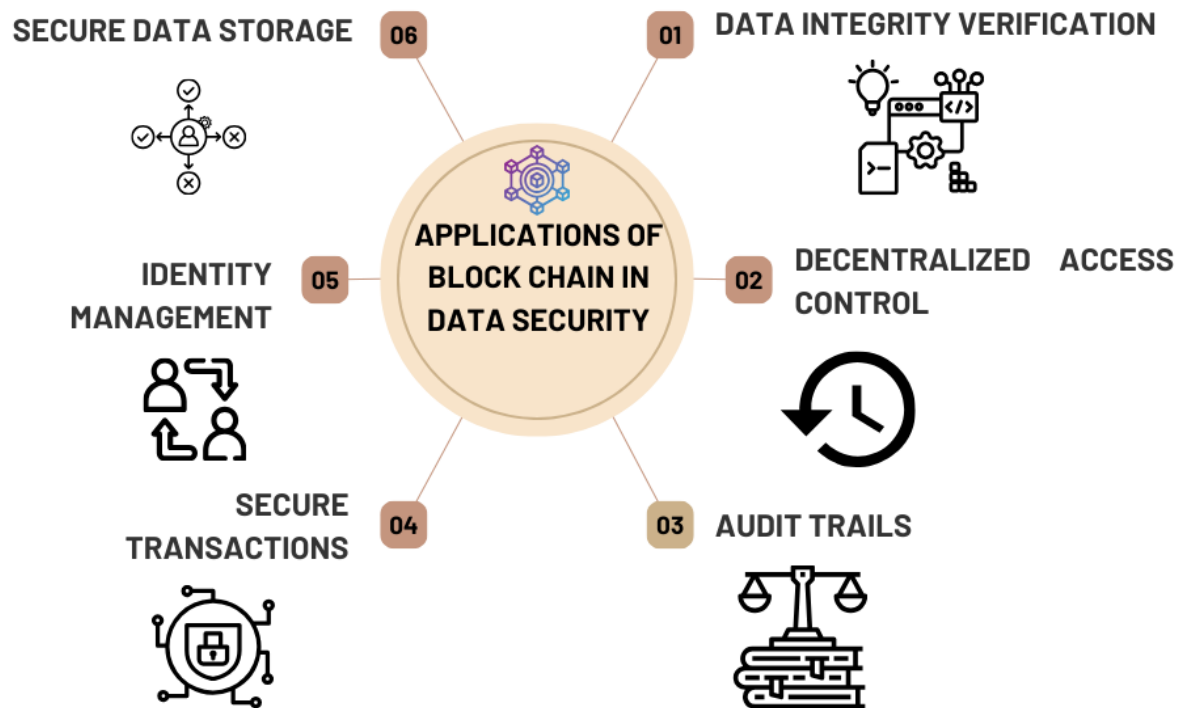 APPLICATIONS OF
BLOCK CHAIN IN
DATA SECURITY
01
DATA INTEGRITY VERIFICATION
</>
>-
02
DECENTRALIZED ACCESS
CONTROL
03
AUDIT TRAILS
04
SECURE
TRANSACTIONS
05
IDENTITY
MANAGEMENT
06
SECURE DATA STORAGE